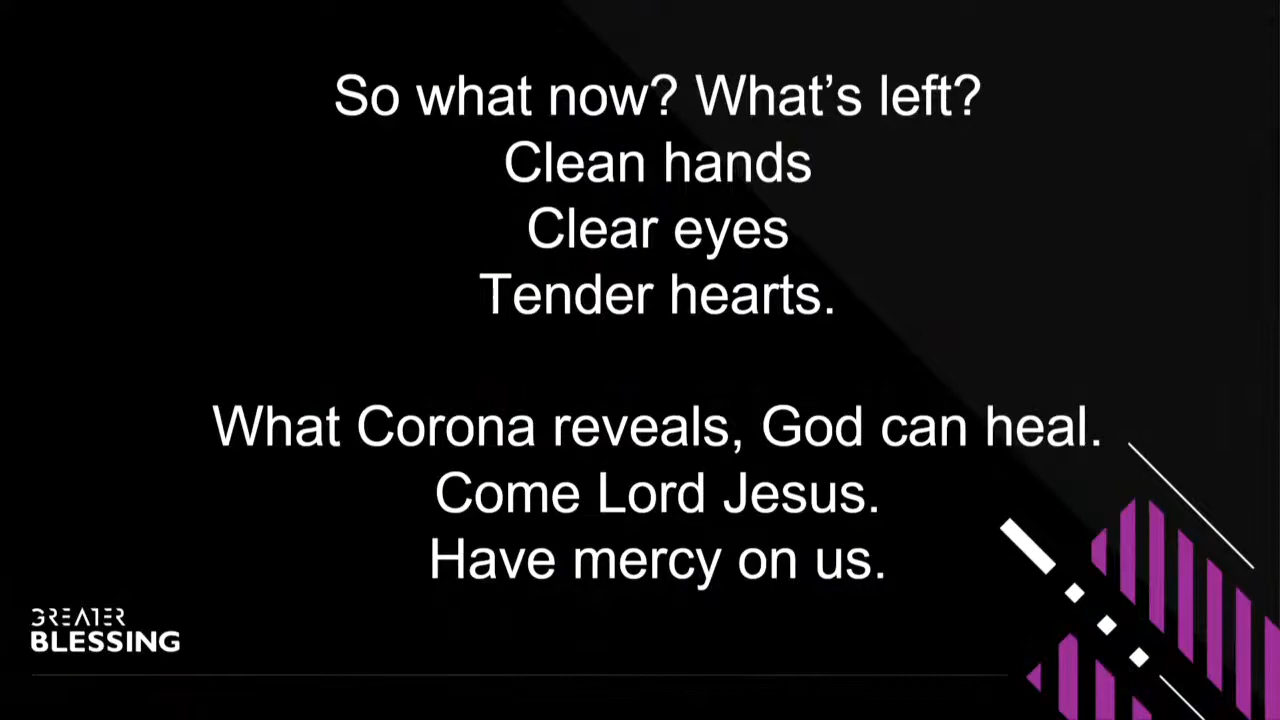 So what now? What’s left?
Clean hands
Clear eyes
Tender hearts.
What Corona reveals, God can heal.
Come Lord Jesus.
Have mercy on us.
GREATER
BLESSING